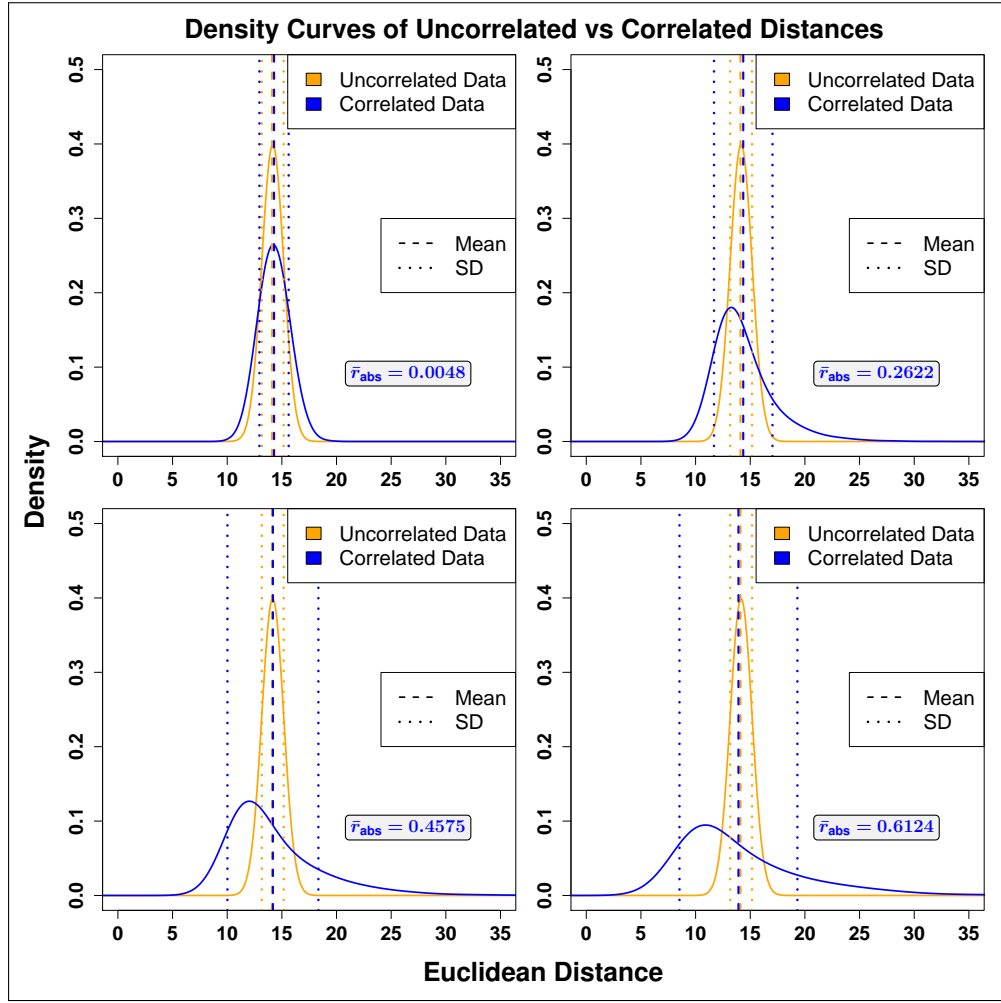 Density Curves of Uncorrelated vs Correlated Distances
Density
Euclidean Distance
0.0 0.1 0.2 0.3 0.4 0.5
Uncorrelated Data
Correlated Data
Mean
SD
r̄abs = 0.0048
0 5 10 15 20 25 30 35
0.0 0.1 0.2 0.3 0.4 0.5
Uncorrelated Data
Correlated Data
Mean
SD
r̄abs = 0.2622
0 5 10 15 20 25 30 35
0.0 0.1 0.2 0.3 0.4 0.5
Uncorrelated Data
Correlated Data
Mean
SD
r̄abs = 0.4575
0 5 10 15 20 25 30 35
0.0 0.1 0.2 0.3 0.4 0.5
Uncorrelated Data
Correlated Data
Mean
SD
r̄abs = 0.6124
0 5 10 15 20 25 30 35